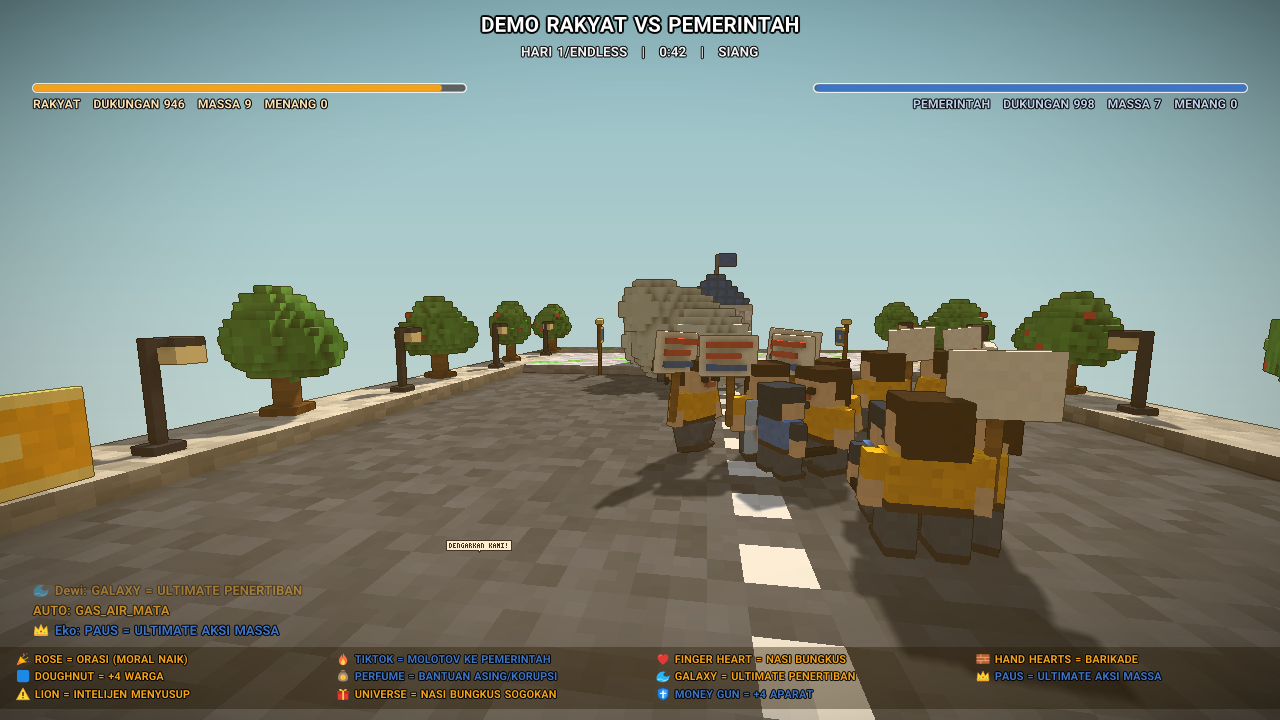 DEMO RAKYAT VS PEMERINTAH
HARI 1/ENDLESS | 0:42 | SIANG
RAKYAT DUKUNGAN 946 MASSA 9 MENANG 0
PEMERINTAH DUKUNGAN 998 MASSA 7 MENANG 0
DENGARKAN KAMI!
Dewi: GALAXY = ULTIMATE PENERTIBAN
AUTO: GAS_AIR_MATA
Eko: PAUS = ULTIMATE AKSI MASSA
ROSE = ORASI (MORAL NAIK)
TIKTOK = MOLOTOV KE PEMERINTAH
FINGER HEART = NASI BUNGKUS
HAND HEARTS = BARIKADE
DOUGHNUT = +4 WARGA
PERFUME = BANTUAN ASING/KORUPSI
GALAXY = ULTIMATE PENERTIBAN
PAUS = ULTIMATE AKSI MASSA
LION = INTELIJEN MENYUSUP
UNIVERSE = NASI BUNGKUS SOGOKAN
MONEY GUN = +4 APARAT